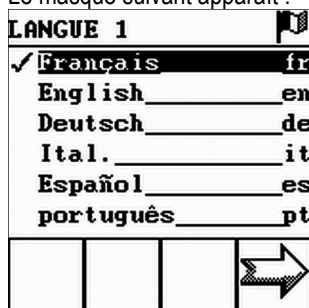 Le masque suivant apparaît :
LANGUE 1
✓ Français fr
English en
Deutsch de
Ital. it
Español es
português pt